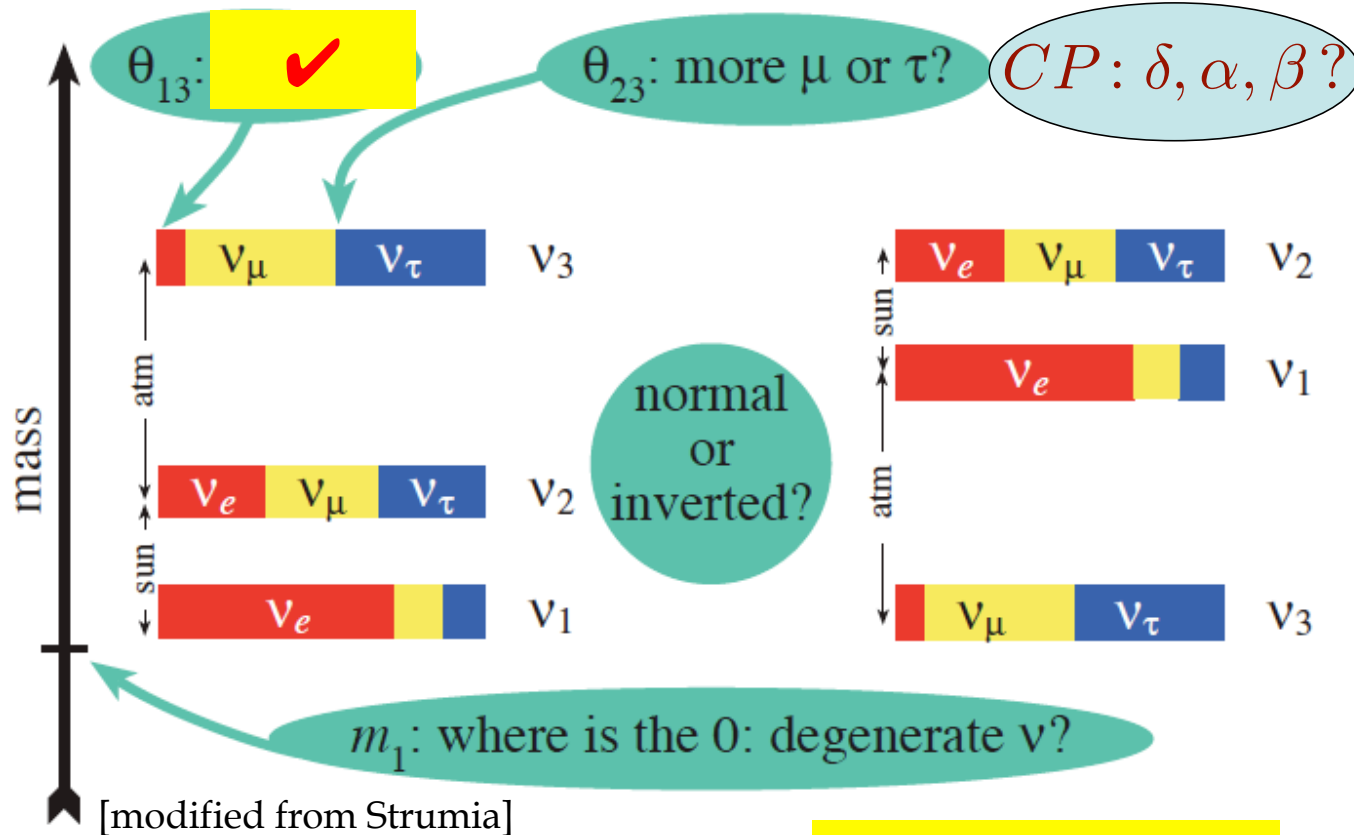 θ13: ✔
θ23: more μ or τ?
CP: δ, α, β?
mass
atm
sun
νμ ντ ν3
νe νμ ντ ν2
νe ν1
normal
or
inverted?
sun
atm
νe νμ ντ ν2
νe ν1
νμ ντ ν3
m1: where is the 0: degenerate ν?
[modified from Strumia]